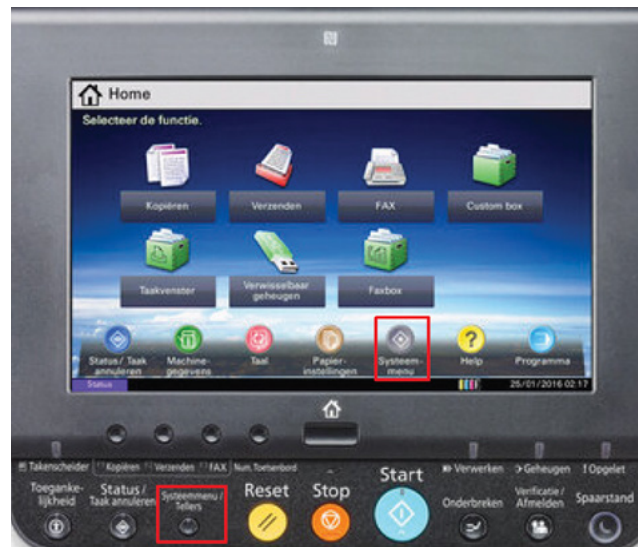 Home
Selecteer de functie.
Kopiëren
Verzenden
FAX
Custom box
Taakvenster
Verwisselbaar
geheugen
Faxbox
Status/ Taak
annuleren
Machine-
gegevens
Taal
Papier-
instellingen
Systeem-
menu
Help
Programma
Status
25/01/2016 02:17
Takenscheider
Kopiëren
Verzenden
FAX
Num. Toetsenbord
Start
Verwerken
Geheugen
! Opgelet
Toeganke-
lijkheid
Status /
Taak annuleren
Systeemmenu /
Tellers
Reset
Stop
Onderbreken
Verificatie /
Afmelden
Spaarstand